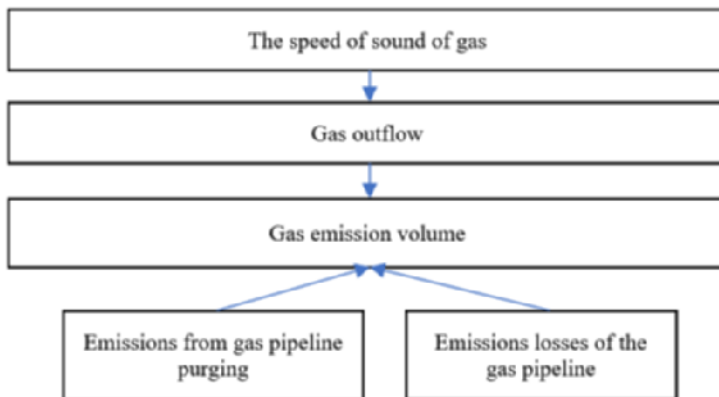 The speed of sound of gas
Gas outflow
Gas emission volume
Emissions from gas pipeline
purging
Emissions losses of the
gas pipeline